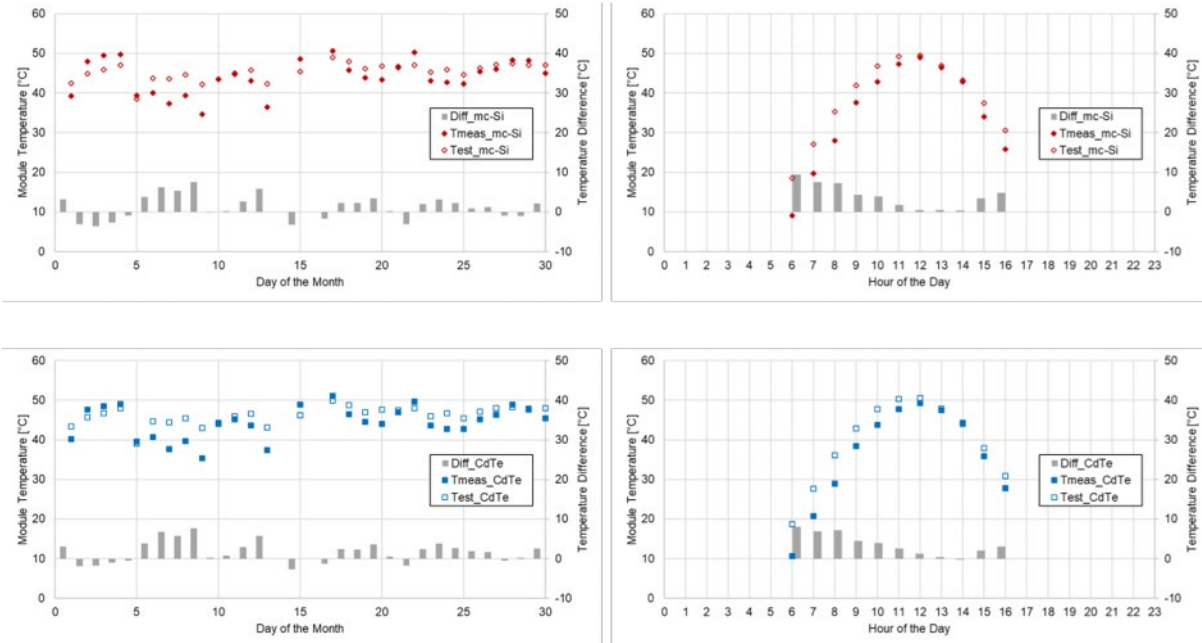 60
50
40
30
20
10
0
Module Temperature [°C]
50
40
30
20
10
0
-10
Temperature Difference [°C]
Diff_mc-Si
Tmeas_mc-Si
Test_mc-Si
0 5 10 15 20 25 30
Day of the Month
60
50
40
30
20
10
0
Module Temperature [°C]
50
40
30
20
10
0
-10
Temperature Difference [°C]
Diff_mc-Si
Tmeas_mc-Si
Test_mc-Si
0 1 2 3 4 5 6 7 8 9 10 11 12 13 14 15 16 17 18 19 20 21 22 23
Hour of the Day
60
50
40
30
20
10
0
Module Temperature [°C]
50
40
30
20
10
0
-10
Temperature Difference [°C]
Diff_CdTe
Tmeas_CdTe
Test_CdTe
0 5 10 15 20 25 30
Day of the Month
60
50
40
30
20
10
0
Module Temperature [°C]
50
40
30
20
10
0
-10
Temperature Difference [°C]
Diff_CdTe
Tmeas_CdTe
Test_CdTe
0 1 2 3 4 5 6 7 8 9 10 11 12 13 14 15 16 17 18 19 20 21 22 23
Hour of the Day